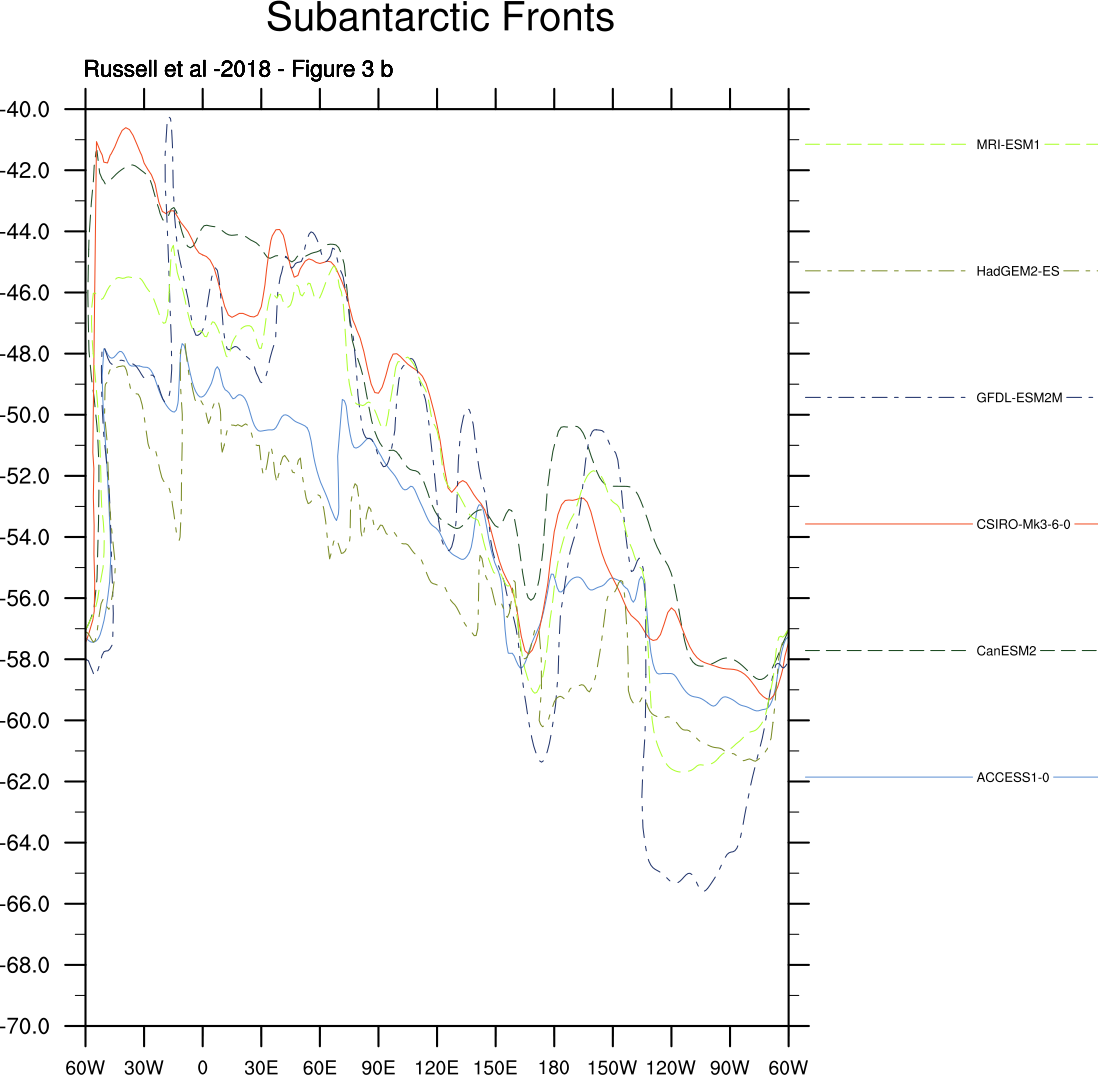 Subantarctic Fronts
Russell et al -2018 - Figure 3 b
-40.0
-42.0
-44.0
-46.0
-48.0
-50.0
-52.0
-54.0
-56.0
-58.0
-60.0
-62.0
-64.0
-66.0
-68.0
-70.0
60W 30W 0 30E 60E 90E 120E 150E 180 150W 120W 90W 60W
MRI-ESM1
HadGEM2-ES
GFDL-ESM2M
CSIRO-Mk3-6-0
CanESM2
ACCESS1-0